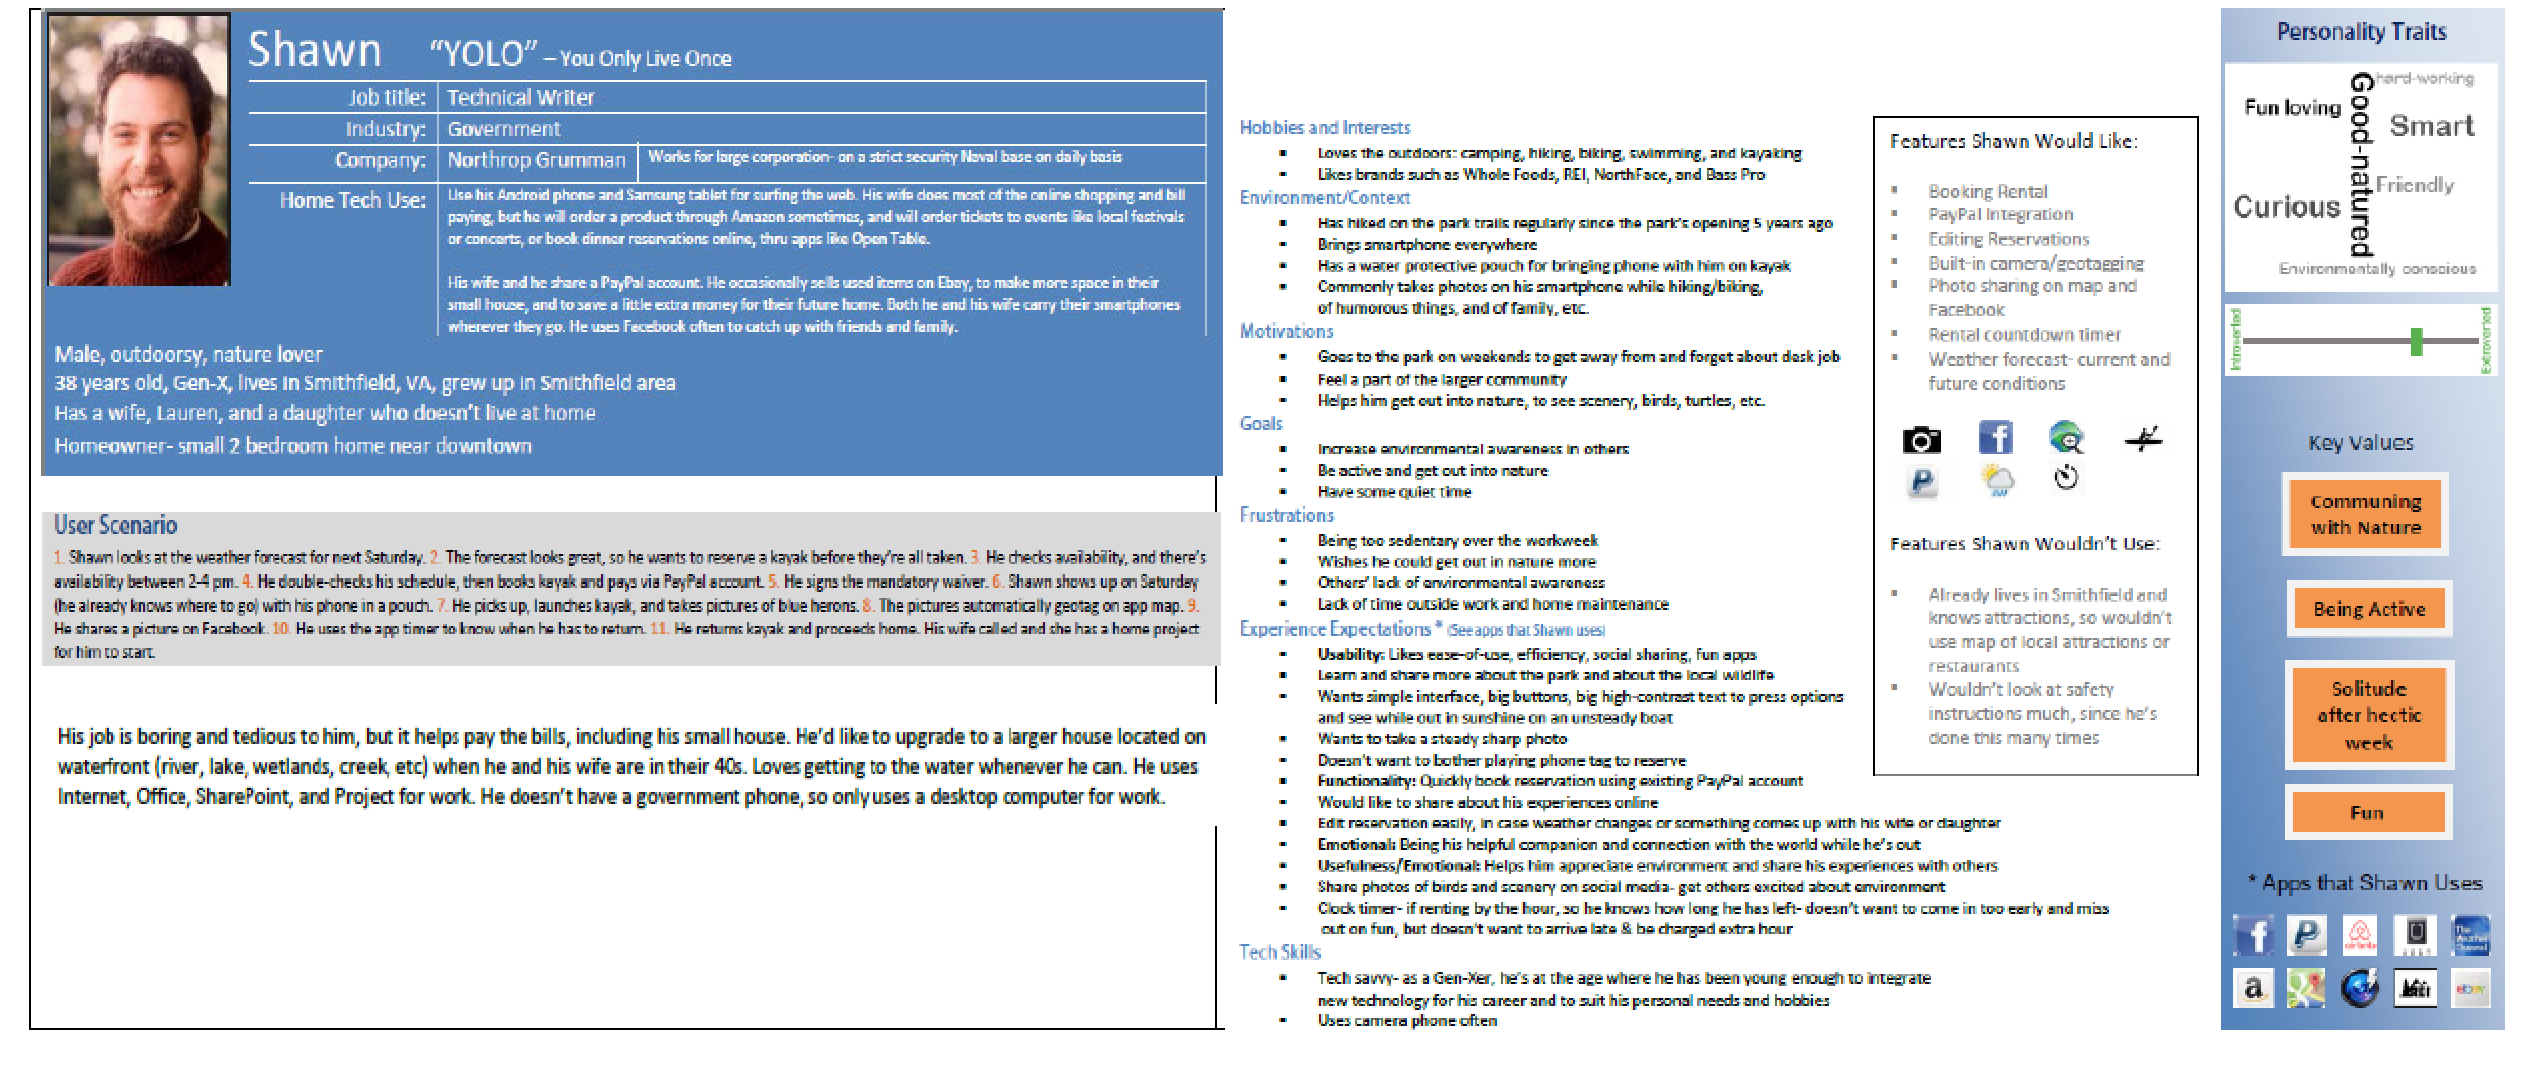 Shawn "YOLO" – You Only Live Once
Job title: Technical Writer
Industry: Government
Company: Northrop Grumman Works for large corporation- on a strict security Naval base on daily basis
Home Tech Use: Use his Android phone and Samsung tablet for surfing the web. His wife does most of the online shopping and bill
paying, but he will order a product through Amazon sometimes, and will order tickets to events like local festivals
or concerts, or book dinner reservations online, thru apps like Open Table.
His wife and he share a PayPal account. He occasionally sells used items on Ebay, to make more space in their
small house, and to save a little extra money for their future home. Both he and his wife carry their smartphones
wherever they go. He uses Facebook often to catch up with friends and family.
Male, outdoorsy, nature lover
38 years old, Gen-X, lives in Smithfield, VA, grew up in Smithfield area
Has a wife, Lauren, and a daughter who doesn't live at home
Homeowner- small 2 bedroom home near downtown
User Scenario
1. Shawn looks at the weather forecast for next Saturday. 2. The forecast looks great, so he wants to reserve a kayak before they're all taken. 3. He checks availability, and there's
availability between 2-4 pm. 4. He double-checks his schedule, then books kayak and pays via PayPal account. 5. He signs the mandatory waiver. 6. Shawn shows up on Saturday
(he already knows where to go) with his phone in a pouch. 7. He picks up, launches kayak, and takes pictures of blue herons. 8. The pictures automatically geotag on app map. 9.
He shares a picture on Facebook. 10. He uses the app timer to know when he has to return. 11. He returns kayak and proceeds home. His wife called and she has a home project
for him to start.
His job is boring and tedious to him, but it helps pay the bills, including his small house. He'd like to upgrade to a larger house located on
waterfront (river, lake, wetlands, creek, etc) when he and his wife are in their 40s. Loves getting to the water whenever he can. He uses
Internet, Office, SharePoint, and Project for work. He doesn't have a government phone, so only uses a desktop computer for work.
Hobbies and Interests
▪ Loves the outdoors: camping, hiking, biking, swimming, and kayaking
▪ Likes brands such as Whole Foods, REI, NorthFace, and Bass Pro
Environment/Context
▪ Has hiked on the park trails regularly since the park's opening 5 years ago
▪ Brings smartphone everywhere
▪ Has a water protective pouch for bringing phone with him on kayak
▪ Commonly takes photos on his smartphone while hiking/biking,
of humorous things, and of family, etc.
Motivations
▪ Goes to the park on weekends to get away from and forget about desk job
▪ Feel a part of the larger community
▪ Helps him get out into nature, to see scenery, birds, turtles, etc.
Goals
▪ Increase environmental awareness in others
▪ Be active and get out into nature
▪ Have some quiet time
Frustrations
▪ Being too sedentary over the workweek
▪ Wishes he could get out in nature more
▪ Others' lack of environmental awareness
▪ Lack of time outside work and home maintenance
Experience Expectations * (See apps that Shawn uses)
▪ Usability: Likes ease-of-use, efficiency, social sharing, fun apps
▪ Learn and share more about the park and about the local wildlife
▪ Wants simple interface, big buttons, big high-contrast text to press options
and see while out in sunshine on an unsteady boat
▪ Wants to take a steady sharp photo
▪ Doesn't want to bother playing phone tag to reserve
▪ Functionality: Quickly book reservation using existing PayPal account
▪ Would like to share about his experiences online
▪ Edit reservation easily, in case weather changes or something comes up with his wife or daughter
▪ Emotional: Being his helpful companion and connection with the world while he's out
▪ Usefulness/Emotional: Helps him appreciate environment and share his experiences with others
▪ Share photos of birds and scenery on social media- get others excited about environment
▪ Clock timer- if renting by the hour, so he knows how long he has left- doesn't want to come in too early and miss
out on fun, but doesn't want to arrive late & be charged extra hour
Tech Skills
▪ Tech savvy- as a Gen-Xer, he's at the age where he has been young enough to integrate
new technology for his career and to suit his personal needs and hobbies
▪ Uses camera phone often
Features Shawn Would Like:
▪ Booking Rental
▪ PayPal Integration
▪ Editing Reservations
▪ Built-in camera/geotagging
▪ Photo sharing on map and
Facebook
▪ Rental countdown timer
▪ Weather forecast- current and
future conditions
Features Shawn Wouldn't Use:
▪ Already lives in Smithfield and
knows attractions, so wouldn't
use map of local attractions or
restaurants
▪ Wouldn't look at safety
instructions much, since he's
done this many times
Personality Traits
hard-working
Fun loving
Good-natured
Smart
Friendly
Curious
Environmentally conscious
Introverted
Extroverted
Key Values
Communing
with Nature
Being Active
Solitude
after hectic
week
Fun
* Apps that Shawn Uses
airbnb
The
Weather
Channel
a
REI
ebay